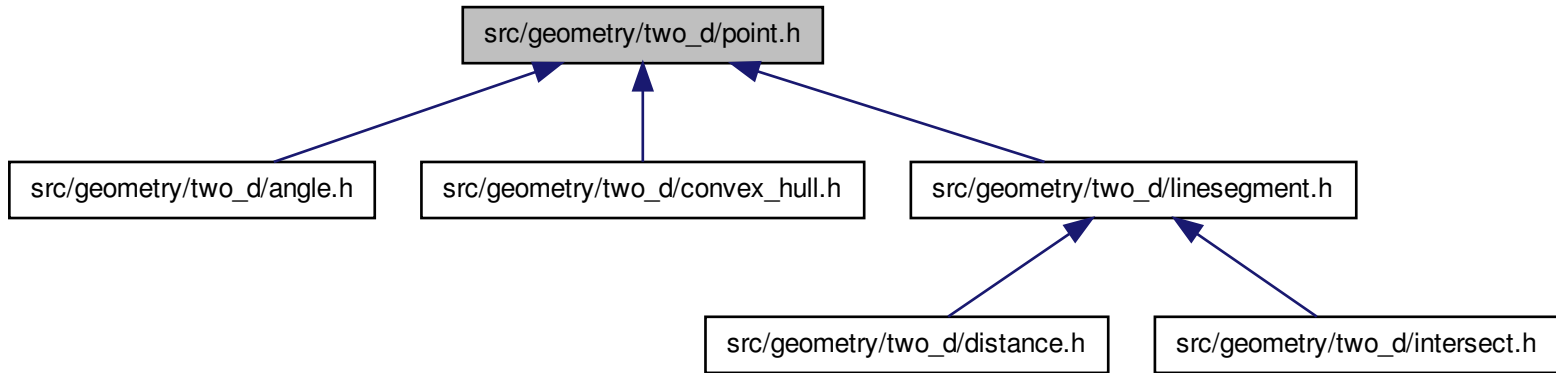 src/geometry/two_d/point.h
src/geometry/two_d/angle.h
src/geometry/two_d/convex_hull.h
src/geometry/two_d/linesegment.h
src/geometry/two_d/distance.h
src/geometry/two_d/intersect.h